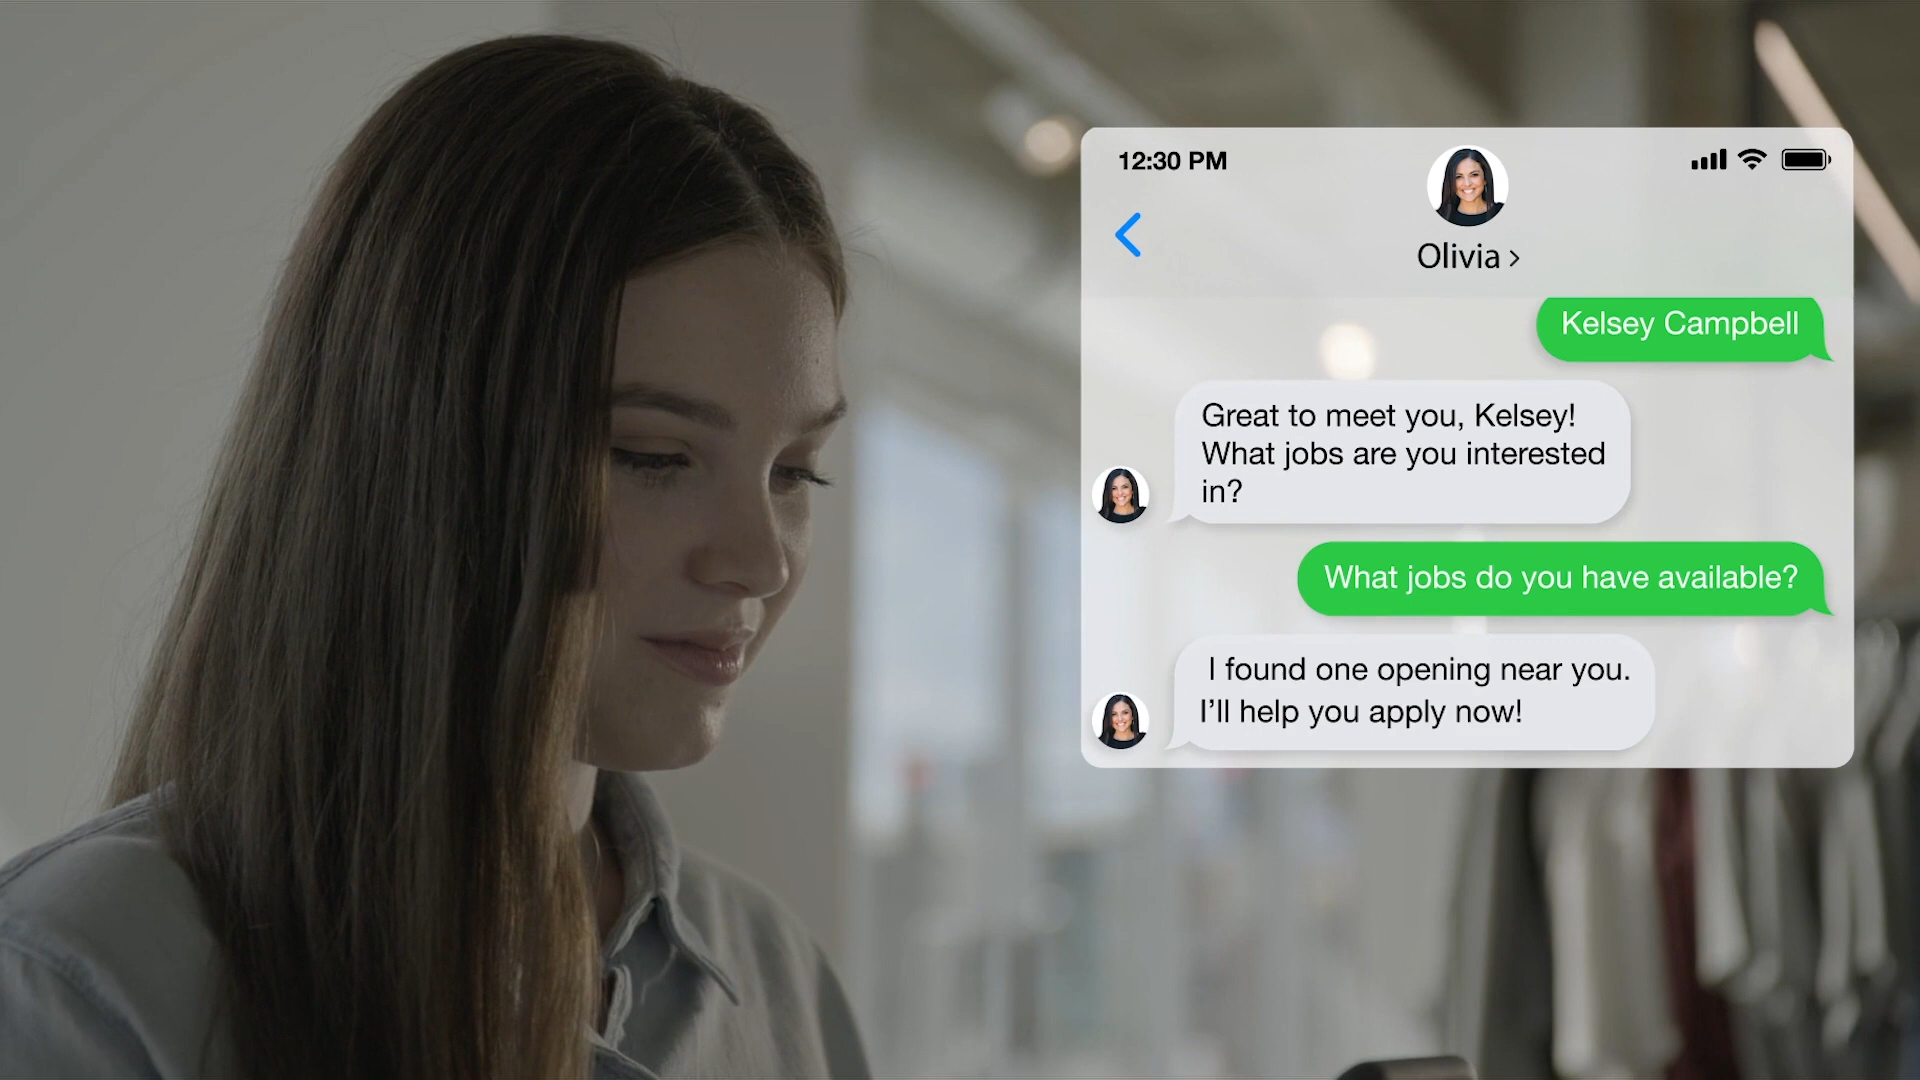 12:30 PM
Olivia >
Kelsey Campbell
Great to meet you, Kelsey!
What jobs are you interested
in?
What jobs do you have available?
I found one opening near you.
I’ll help you apply now!